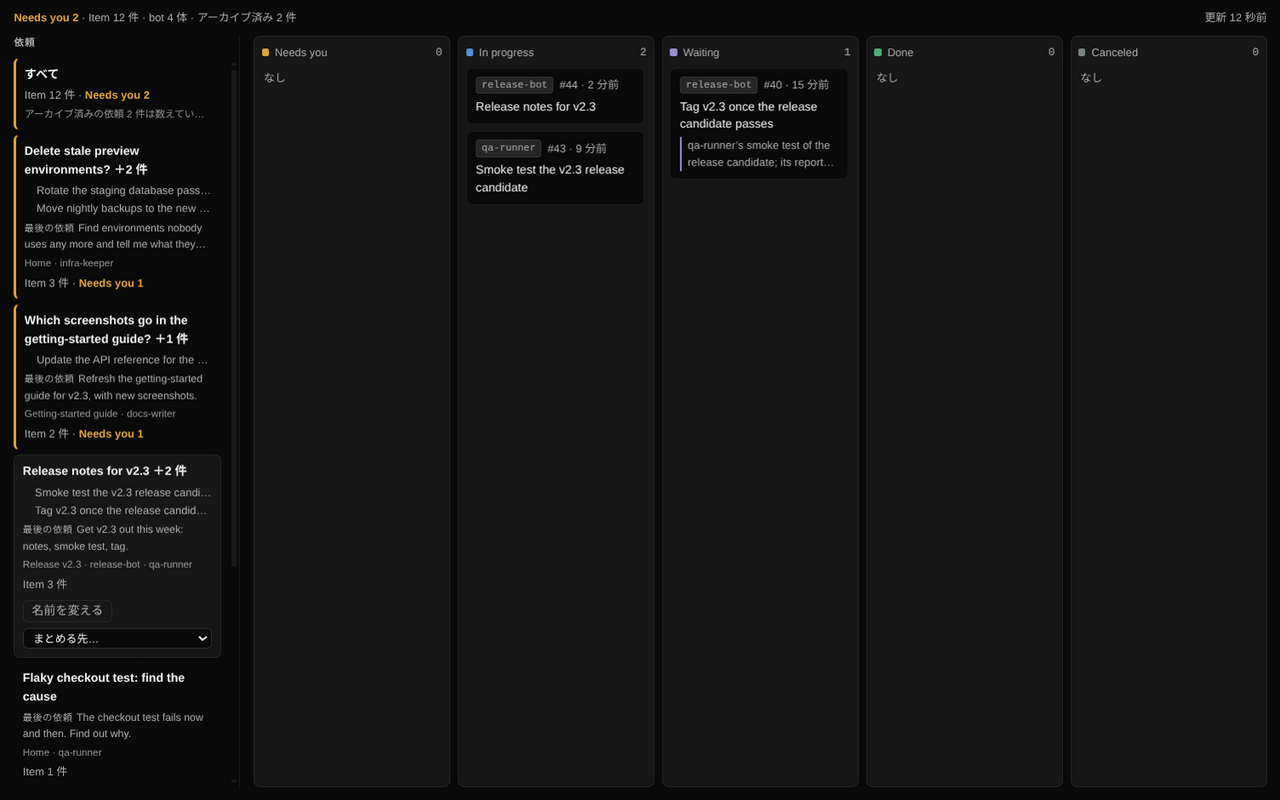 Needs you 2 · Item 12 件 · bot 4 体 · アーカイブ済み 2 件
更新 12 秒前
依頼
すべて
Item 12 件 · Needs you 2
アーカイブ済みの依頼 2 件は数えてい…
Delete stale preview
environments? ＋2 件
Rotate the staging database pass…
Move nightly backups to the new …
最後の依頼 Find environments nobody
uses any more and tell me what they…
Home · infra-keeper
Item 3 件 · Needs you 1
Which screenshots go in the
getting-started guide? ＋1 件
Update the API reference for the …
最後の依頼 Refresh the getting-started
guide for v2.3, with new screenshots.
Getting-started guide · docs-writer
Item 2 件 · Needs you 1
Release notes for v2.3 ＋2 件
Smoke test the v2.3 release candi…
Tag v2.3 once the release candid…
最後の依頼 Get v2.3 out this week:
notes, smoke test, tag.
Release v2.3 · release-bot · qa-runner
Item 3 件
名前を変える
まとめる先…
Flaky checkout test: find the
cause
最後の依頼 The checkout test fails now
and then. Find out why.
Home · qa-runner
Item 1 件
Needs you 0
なし
In progress 2
release-bot #44 · 2 分前
Release notes for v2.3
qa-runner #43 · 9 分前
Smoke test the v2.3 release
candidate
Waiting 1
release-bot #40 · 15 分前
Tag v2.3 once the release
candidate passes
qa-runner’s smoke test of the
release candidate; its report…
Done 0
なし
Canceled 0
なし